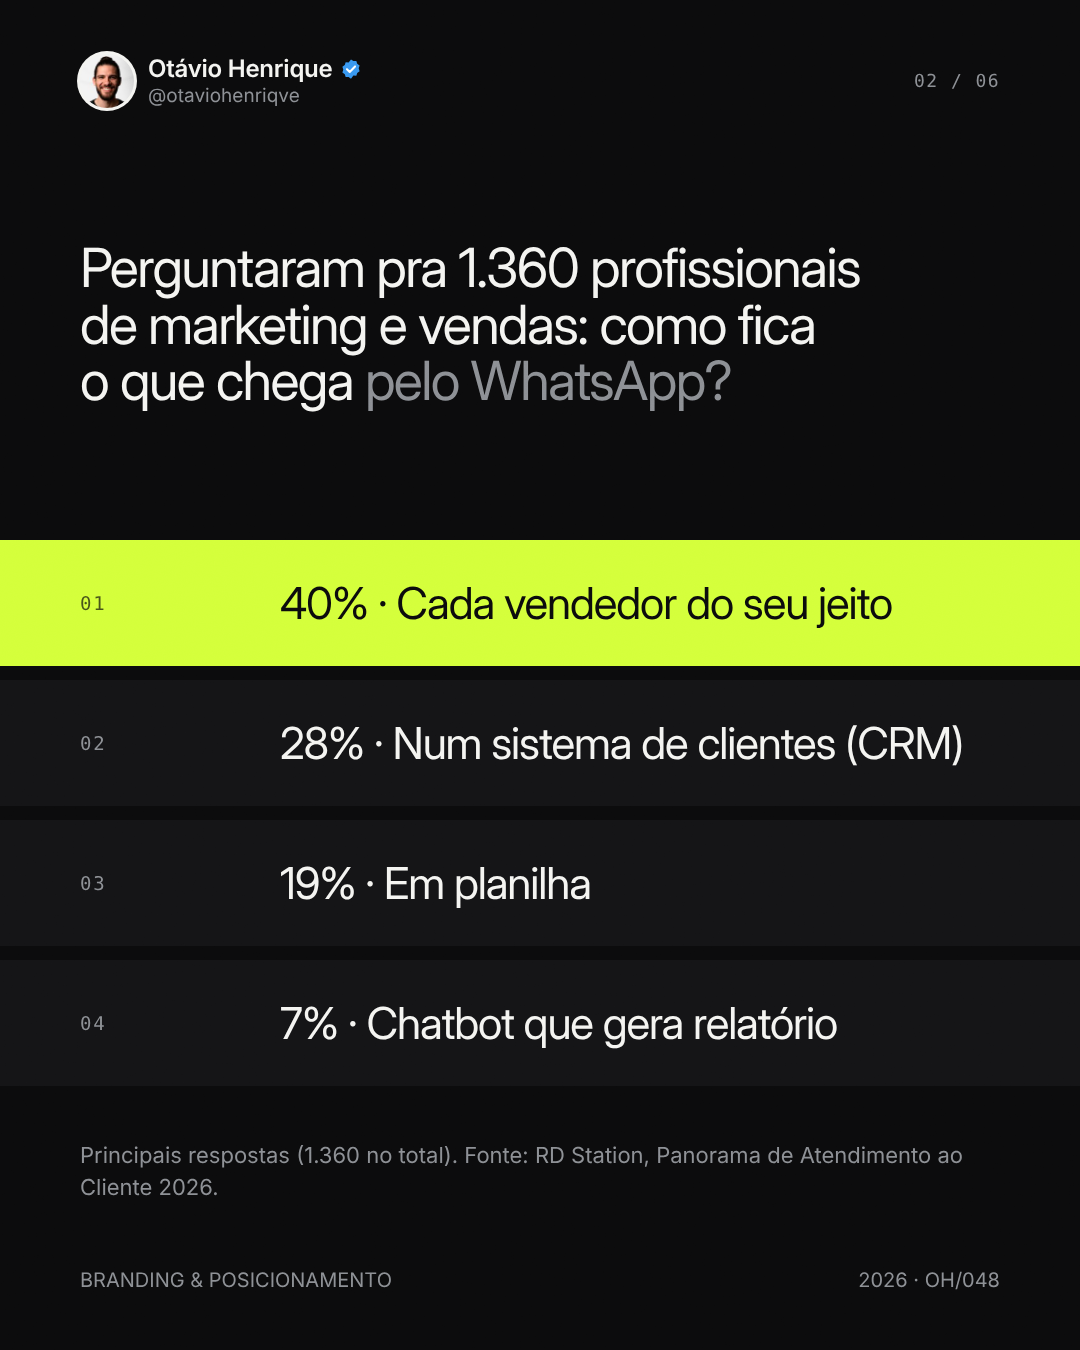 Otávio Henrique
@otaviohenriqve
02 / 06
Perguntaram pra 1.360 profissionais
de marketing e vendas: como fica
o que chega pelo WhatsApp?
01
40% · Cada vendedor do seu jeito
02
28% · Num sistema de clientes (CRM)
03
19% · Em planilha
04
7% · Chatbot que gera relatório
Principais respostas (1.360 no total). Fonte: RD Station, Panorama de Atendimento ao
Cliente 2026.
BRANDING & POSICIONAMENTO
2026 · OH/048